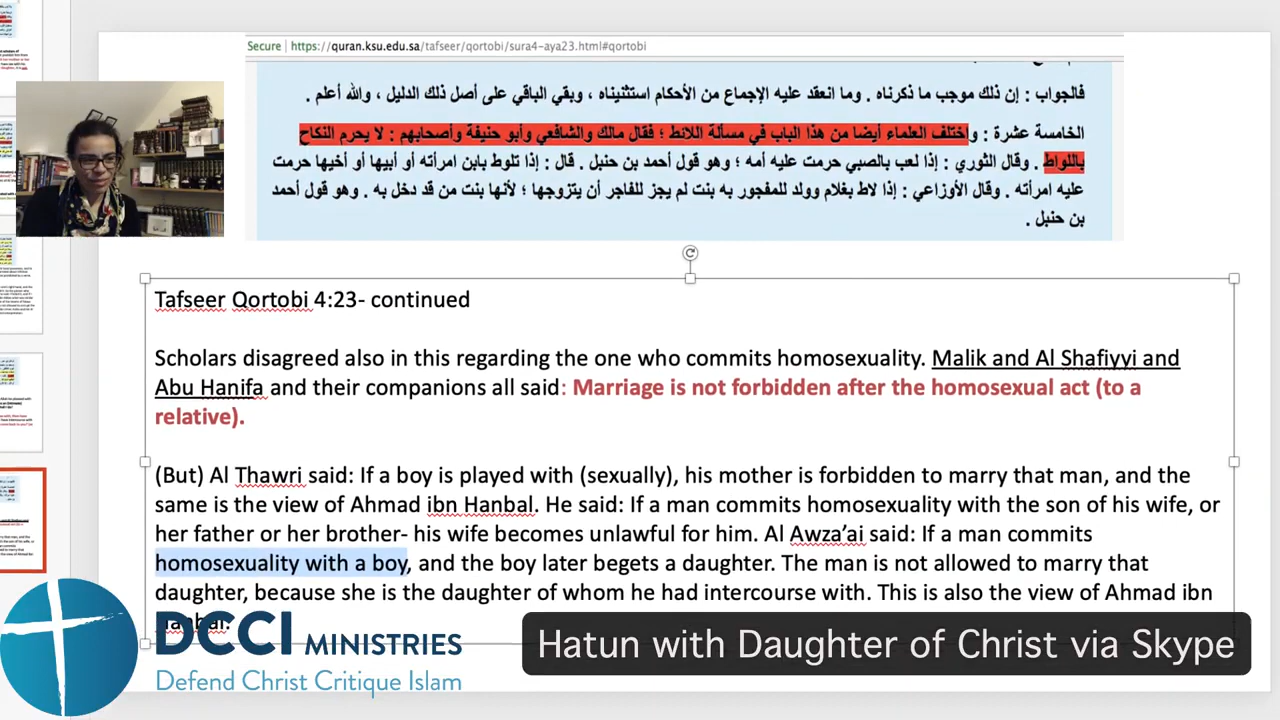 Secure | https://quran.ksu.edu.sa/tafseer/qortobi/sura4-aya23.html#qortobi
فالجواب : إن ذلك موجب ما ذكرناه . وما انعقد عليه الإجماع من الأحكام استثنيناه ، وبقي الباقي على أصل ذلك الدليل ، والله أعلم .
الخامسة عشرة : واختلف العلماء أيضا من هذا الباب في مسألة اللائط ؛ فقال مالك والشافعي وأبو حنيفة وأصحابهم : لا يحرم النكاح
باللواط . وقال الثوري : إذا لعب بالصبي حرمت عليه أمه ؛ وهو قول أحمد بن حنبل . قال : إذا تلوط بابن امرأته أو أبيها أو أخيها حرمت
عليه امرأته . وقال الأوزاعي : إذا لاط بغلام وولد للمفجور به بنت لم يجز للفاجر أن يتزوجها ؛ لأنها بنت من قد دخل به . وهو قول أحمد
بن حنبل .
Tafseer Qortobi 4:23- continued
Scholars disagreed also in this regarding the one who commits homosexuality. Malik and Al Shafiyyi and
Abu Hanifa and their companions all said: Marriage is not forbidden after the homosexual act (to a
relative).
(But) Al Thawri said: If a boy is played with (sexually), his mother is forbidden to marry that man, and the
same is the view of Ahmad ibn Hanbal. He said: If a man commits homosexuality with the son of his wife, or
her father or her brother- his wife becomes unlawful for him. Al Awza’ai said: If a man commits
homosexuality with a boy, and the boy later begets a daughter. The man is not allowed to marry that
daughter, because she is the daughter of whom he had intercourse with. This is also the view of Ahmad ibn
DCCI MINISTRIES
Defend Christ Critique Islam
Hatun with Daughter of Christ via Skype